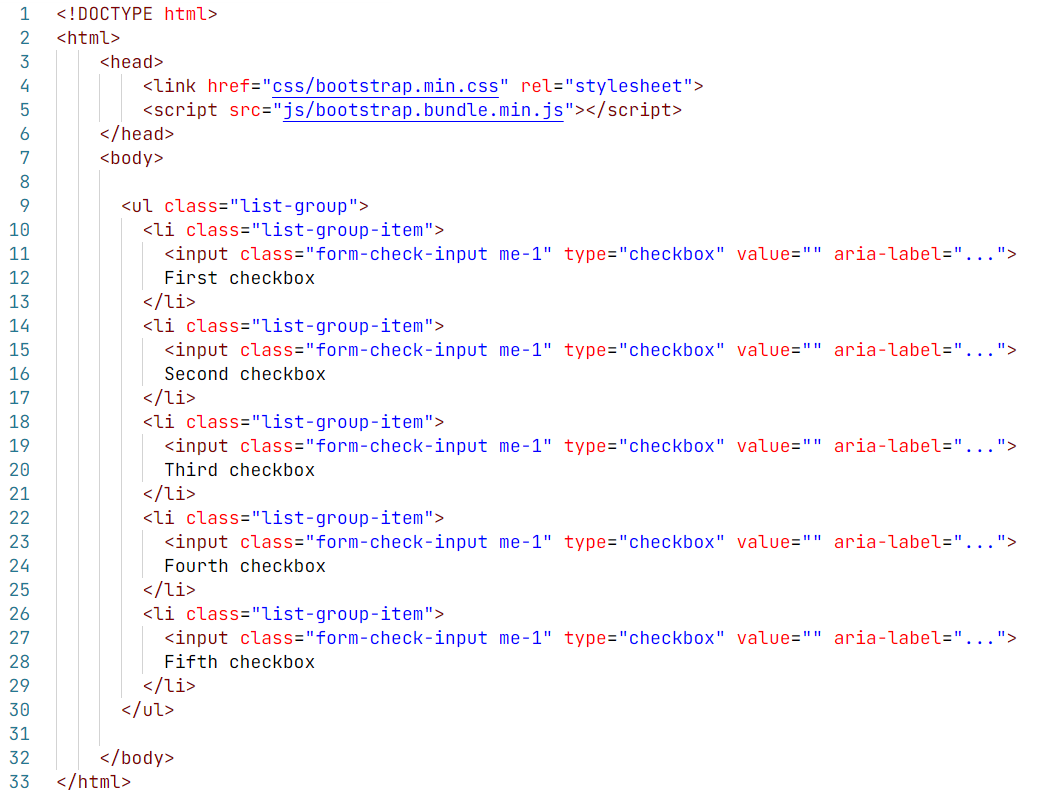 1 <!DOCTYPE html>
2 <html>
3     <head>
4         <link href="css/bootstrap.min.css" rel="stylesheet">
5         <script src="js/bootstrap.bundle.min.js"></script>
6     </head>
7     <body>
8
9       <ul class="list-group">
10         <li class="list-group-item">
11           <input class="form-check-input me-1" type="checkbox" value="" aria-label="...">
12           First checkbox
13         </li>
14         <li class="list-group-item">
15           <input class="form-check-input me-1" type="checkbox" value="" aria-label="...">
16           Second checkbox
17         </li>
18         <li class="list-group-item">
19           <input class="form-check-input me-1" type="checkbox" value="" aria-label="...">
20           Third checkbox
21         </li>
22         <li class="list-group-item">
23           <input class="form-check-input me-1" type="checkbox" value="" aria-label="...">
24           Fourth checkbox
25         </li>
26         <li class="list-group-item">
27           <input class="form-check-input me-1" type="checkbox" value="" aria-label="...">
28           Fifth checkbox
29         </li>
30       </ul>
31
32     </body>
33 </html>